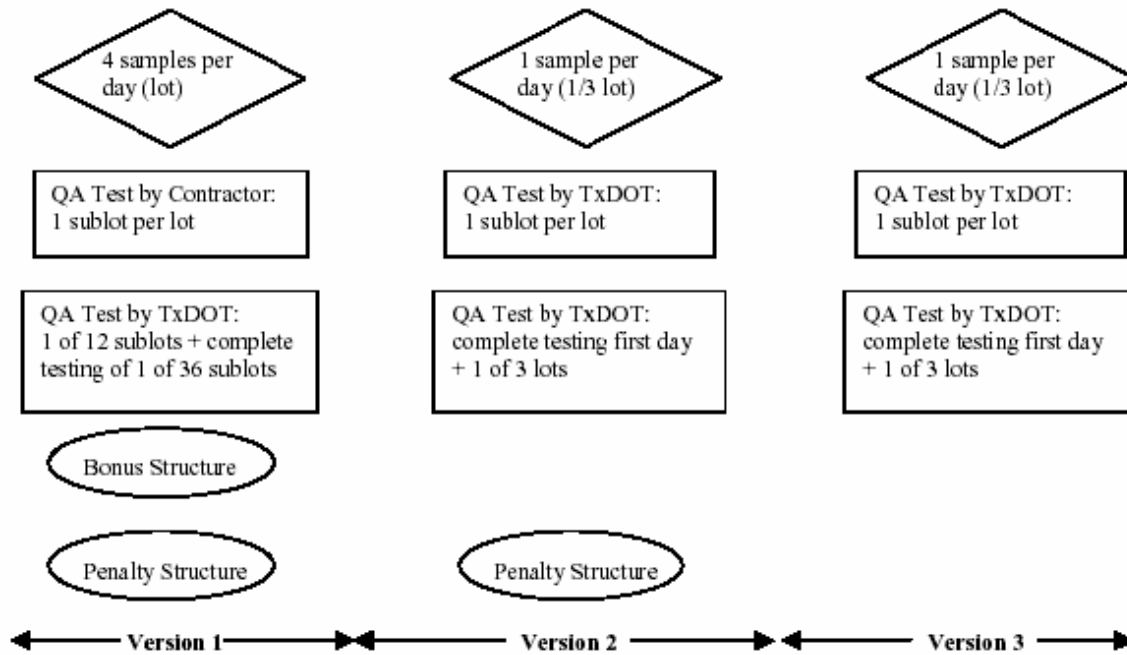 4 samples per
day (lot)
1 sample per
day (1/3 lot)
1 sample per
day (1/3 lot)
QA Test by Contractor:
1 sublot per lot
QA Test by TxDOT:
1 sublot per lot
QA Test by TxDOT:
1 sublot per lot
QA Test by TxDOT:
1 of 12 sublots + complete
testing of 1 of 36 sublots
QA Test by TxDOT:
complete testing first day
+ 1 of 3 lots
QA Test by TxDOT:
complete testing first day
+ 1 of 3 lots
Bonus Structure
Penalty Structure
Penalty Structure
Version 1
Version 2
Version 3